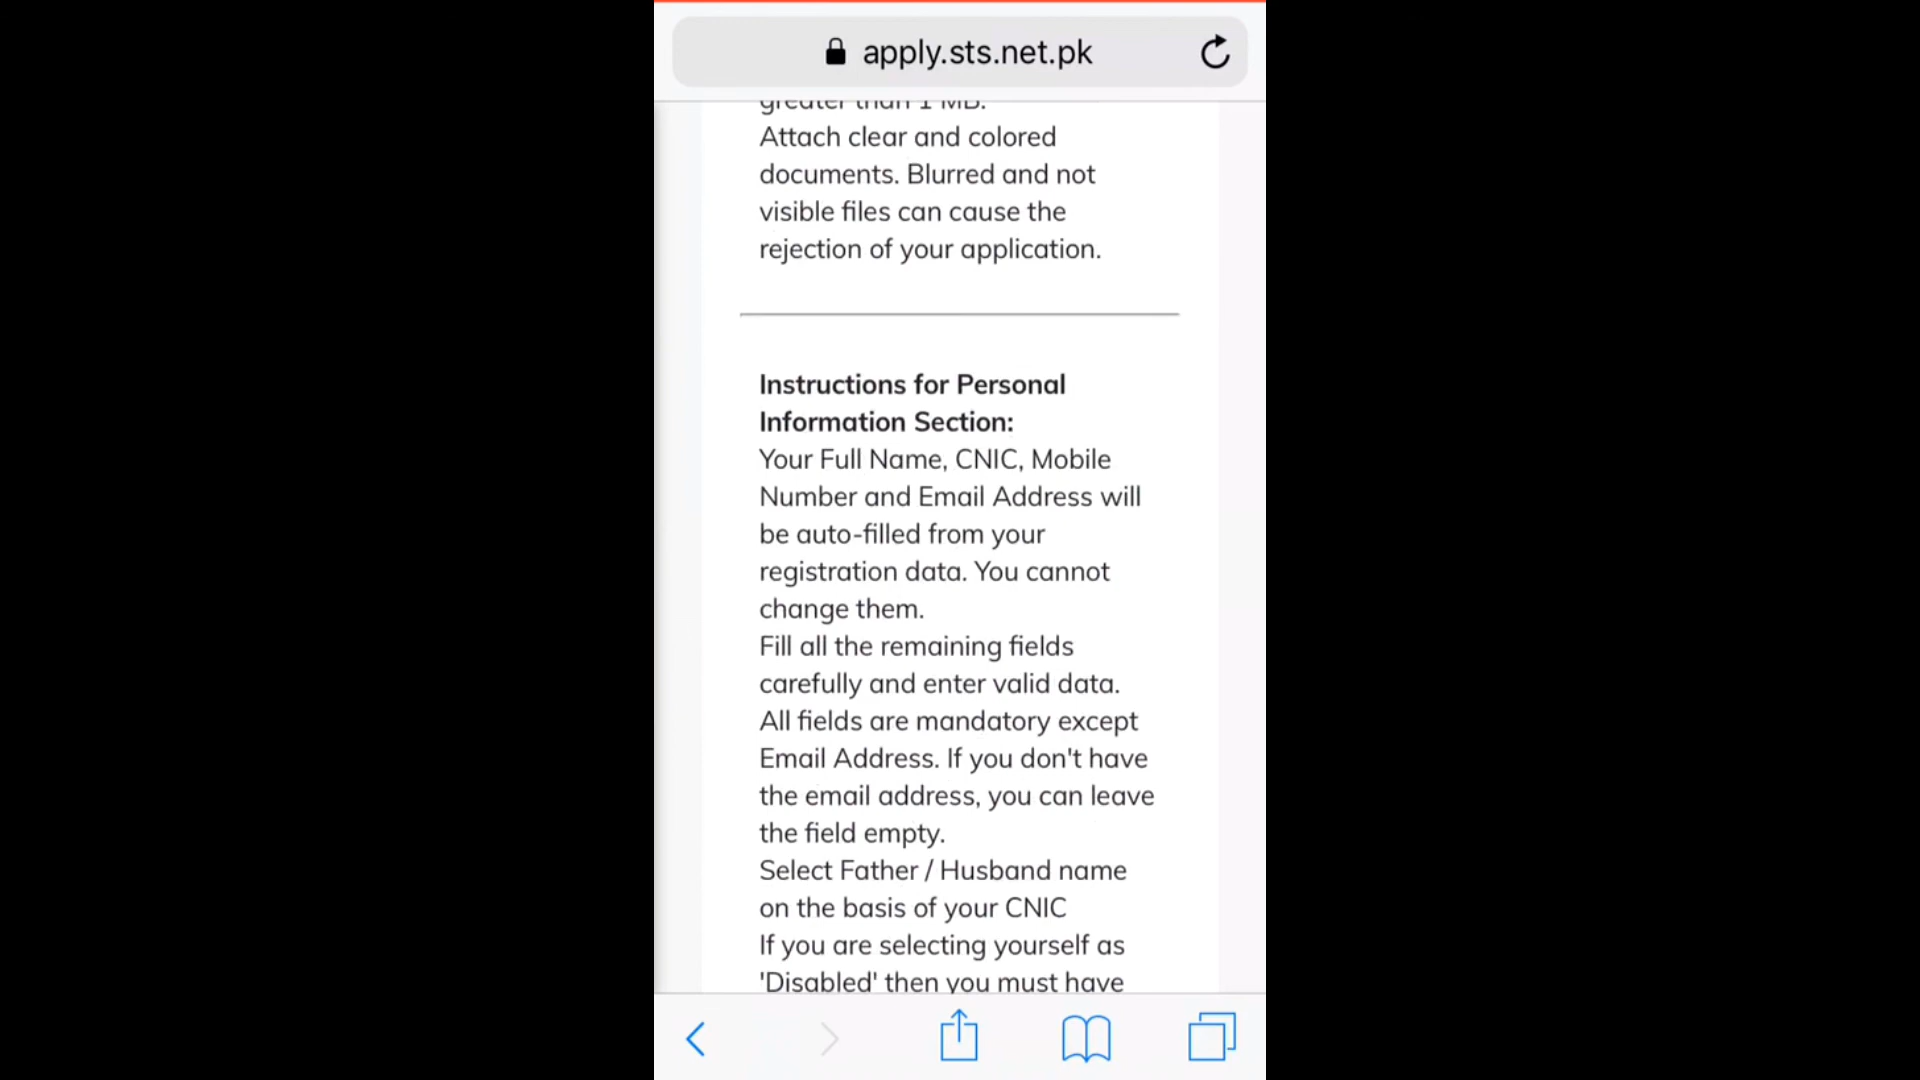 apply.sts.net.pk
greater than 1 MB.
Attach clear and colored
documents. Blurred and not
visible files can cause the
rejection of your application.
Instructions for Personal
Information Section:
Your Full Name, CNIC, Mobile
Number and Email Address will
be auto-filled from your
registration data. You cannot
change them.
Fill all the remaining fields
carefully and enter valid data.
All fields are mandatory except
Email Address. If you don't have
the email address, you can leave
the field empty.
Select Father / Husband name
on the basis of your CNIC
If you are selecting yourself as
'Disabled' then you must have